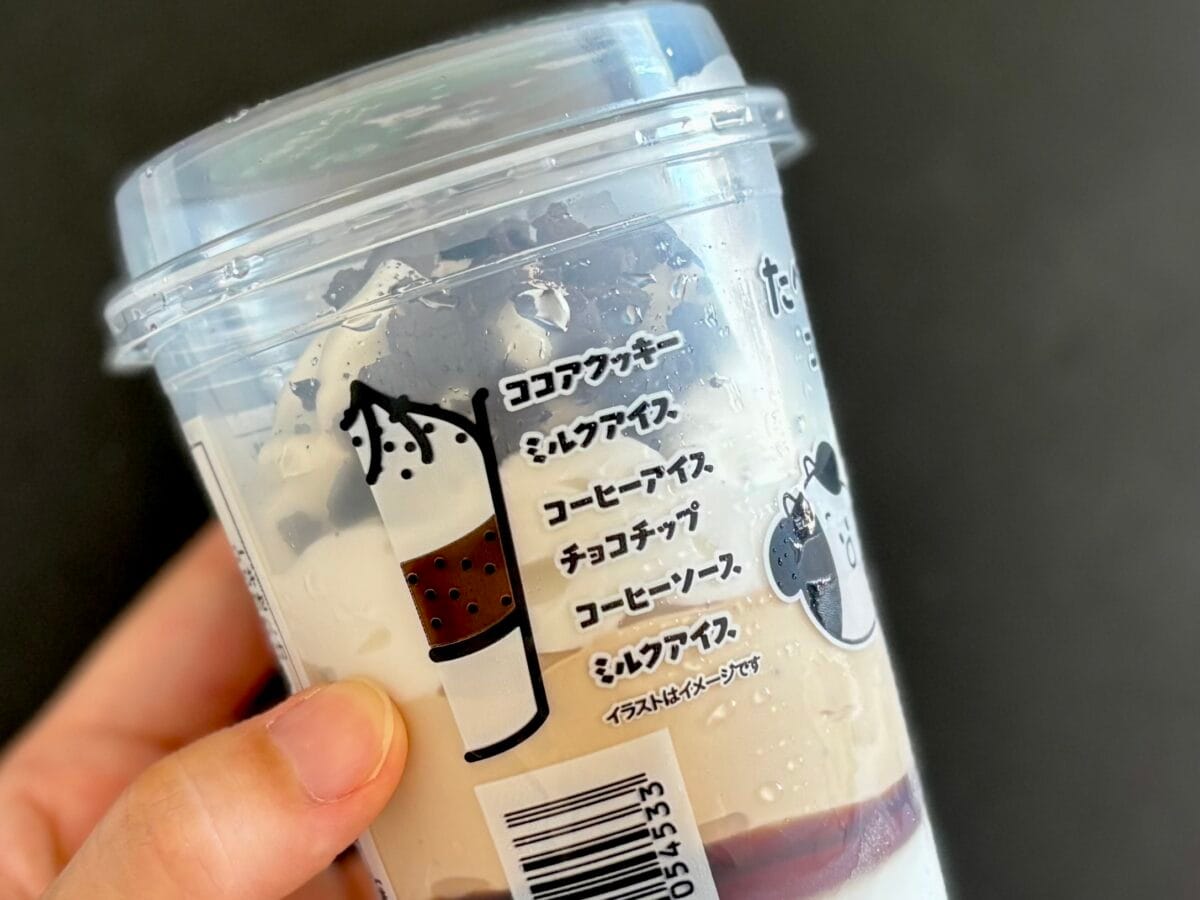 ココアクッキー
ミルクアイス
コーヒーアイス
チョコチップ
コーヒーソース
ミルクアイス
イラストはイメージです
054533